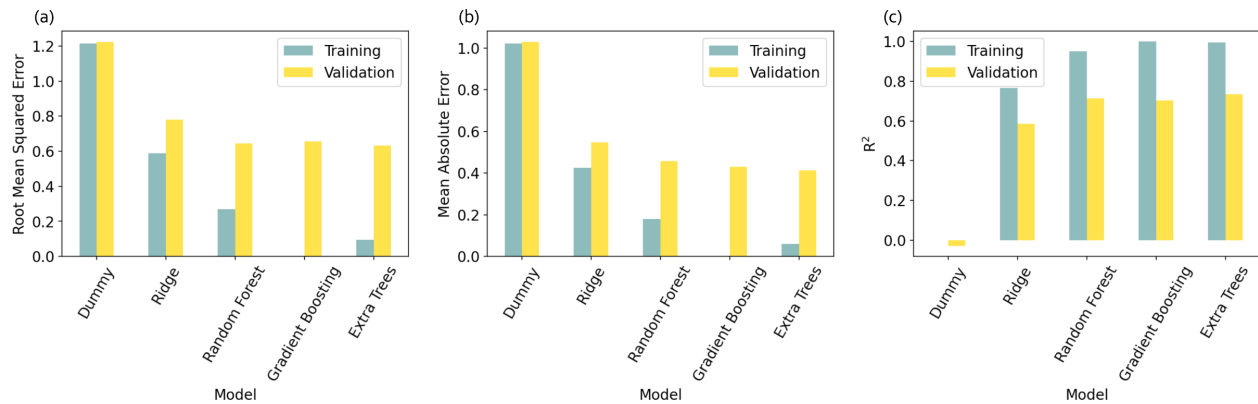 (a)
Root Mean Squared Error
1.2
1.0
0.8
0.6
0.4
0.2
0.0
Training
Validation
Dummy
Ridge
Random Forest
Gradient Boosting
Extra Trees
Model
(b)
Mean Absolute Error
1.0
0.8
0.6
0.4
0.2
0.0
Training
Validation
Dummy
Ridge
Random Forest
Gradient Boosting
Extra Trees
Model
(c)
R²
1.0
0.8
0.6
0.4
0.2
0.0
Training
Validation
Dummy
Ridge
Random Forest
Gradient Boosting
Extra Trees
Model